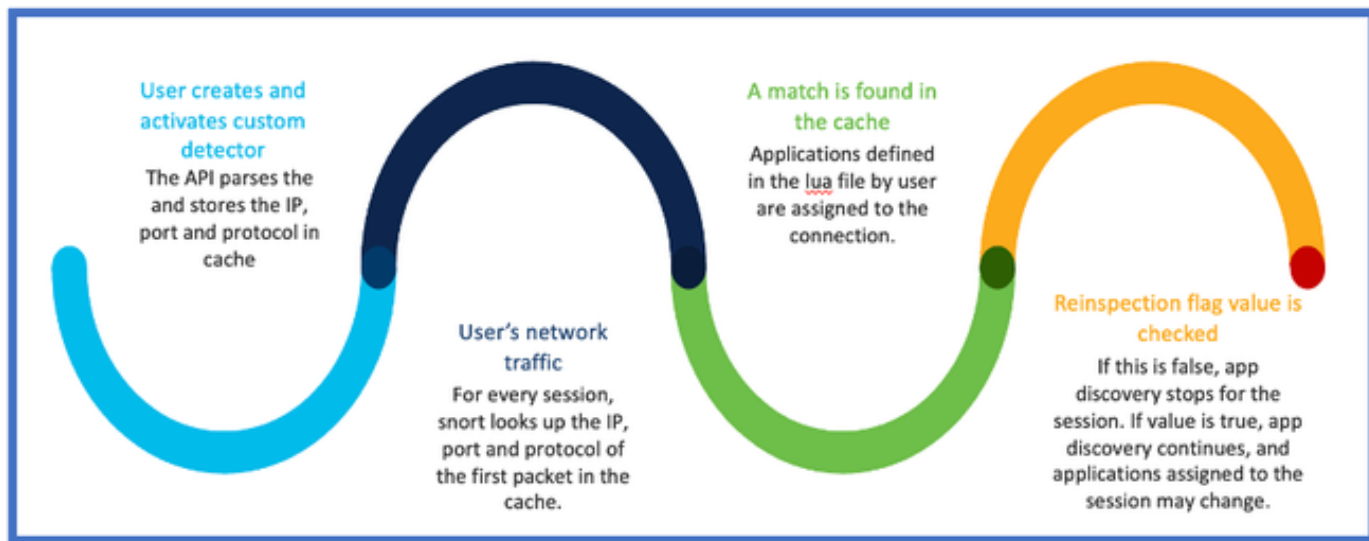 User creates and
activates custom
detector
The API parses the
and stores the IP,
port and protocol in
cache
User's network
traffic
For every session,
snort looks up the IP,
port and protocol of
the first packet in the
cache.
A match is found in
the cache
Applications defined
in the lua file by user
are assigned to the
connection.
Reinspection flag value is
checked
If this is false, app
discovery stops for the
session. If value is true, app
discovery continues, and
applications assigned to the
session may change.